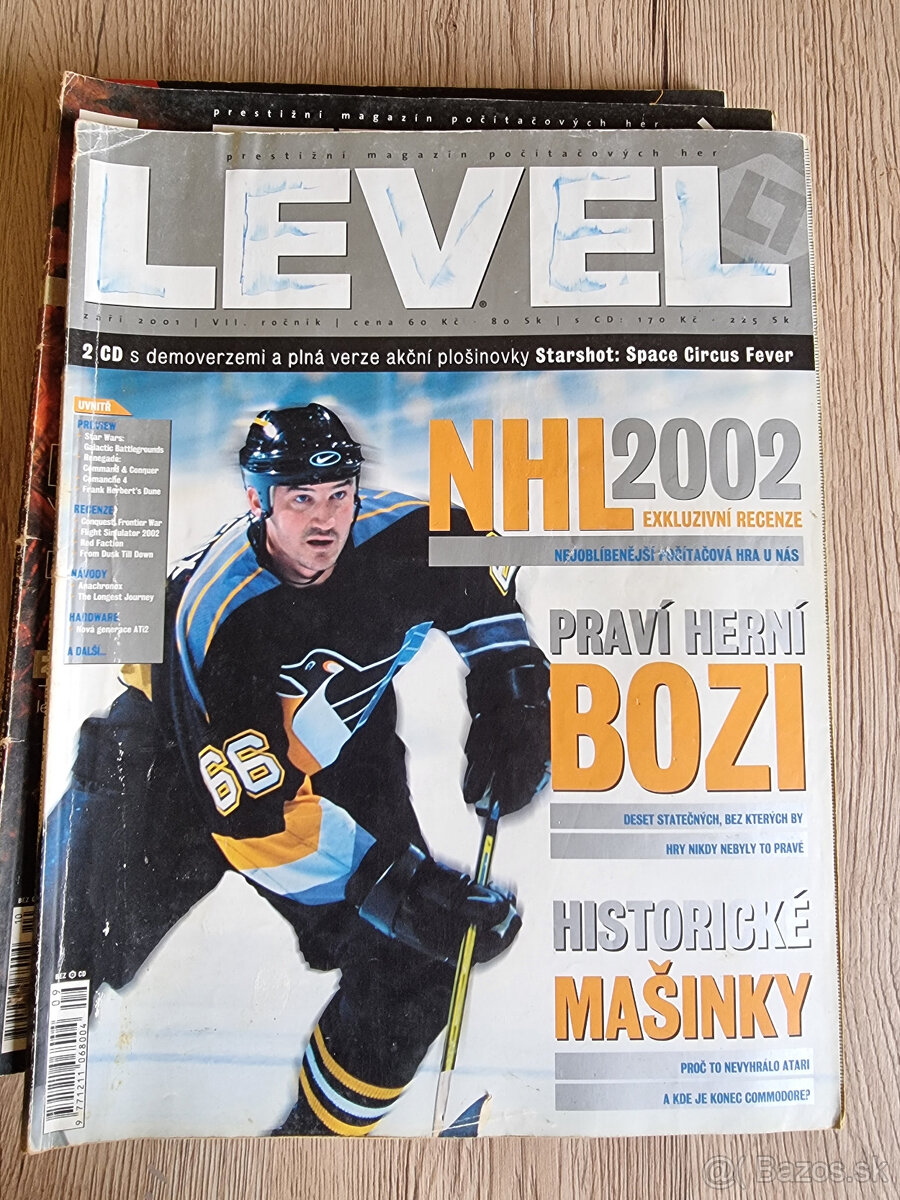 prestižní magazín počítačových her
prestižní magazín počítačových her
LEVEL
září 2001 | VII. ročník | cena 60 Kč · 80 Sk | s CD: 170 Kč · 225 Sk
2 CD s demoverzemi a plná verze akční plošinovky Starshot: Space Circus Fever
UVNITŘ
PREVIEW
Star Wars:
Galactic Battlegrounds
Renegade:
Command & Conquer
Comanche 4
Frank Herbert's Dune
RECENZE
Conquest: Frontier War
Flight Simulator 2002
Red Faction
From Dusk Till Down
NÁVODY
Anachronox
The Longest Journey
HARDWARE
Nová generace ATi2
A DALŠÍ...
NHL 2002
EXKLUZIVNÍ RECENZE
NEJOBLÍBENĚJŠÍ POČÍTAČOVÁ HRA U NÁS
PRAVÍ HERNÍ
BOZI
DESET STATEČNÝCH, BEZ KTERÝCH BY
HRY NIKDY NEBYLY TO PRAVÉ
HISTORICKÉ
MAŠINKY
PROČ TO NEVYHRÁLO ATARI
A KDE JE KONEC COMMODORE?
66
BEZ CD
09
9 771211 068004
10
@ Bazos.sk